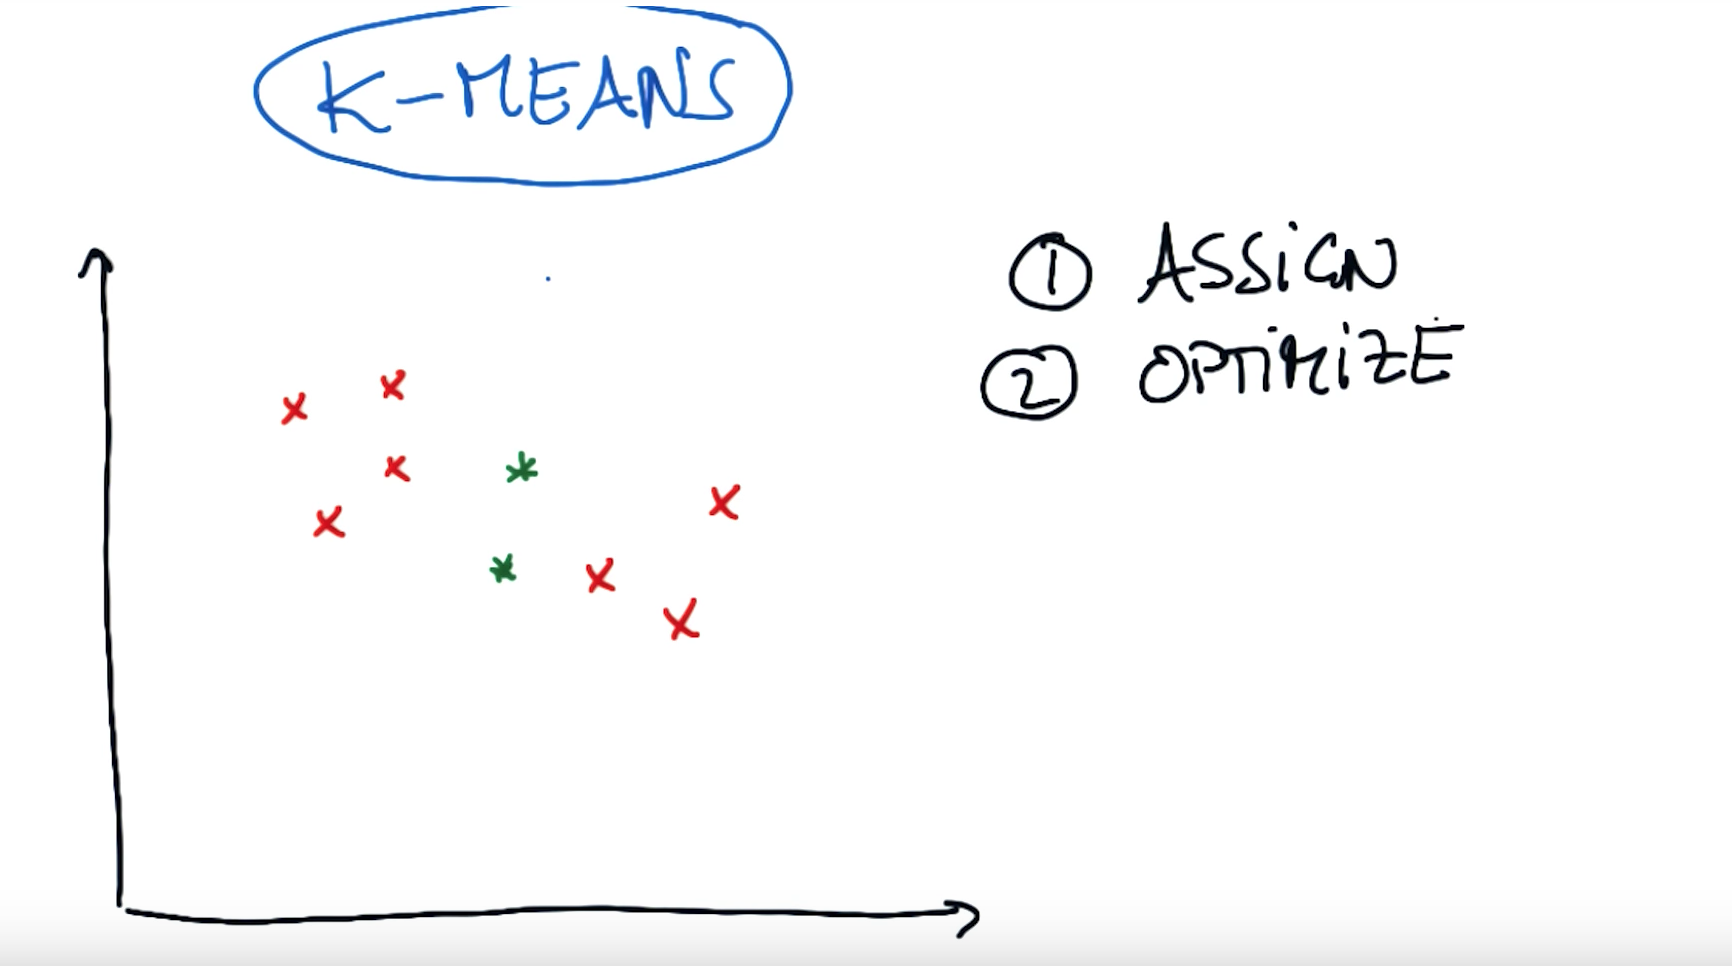 K-MEANS
① ASSiGN
② OPTiMiZE